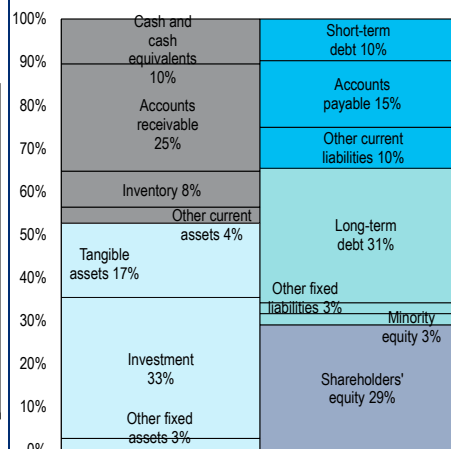 100%
90%
80%
70%
60%
50%
40%
30%
20%
10%
0%
Cash and
cash
equivalents
10%
Accounts
receivable
25%
Inventory 8%
Other current
assets 4%
Tangible
assets 17%
Investment
33%
Other fixed
assets 3%
Short-term
debt 10%
Accounts
payable 15%
Other current
liabilities 10%
Long-term
debt 31%
Other fixed
liabilities 3%
Minority
equity 3%
Shareholders'
equity 29%